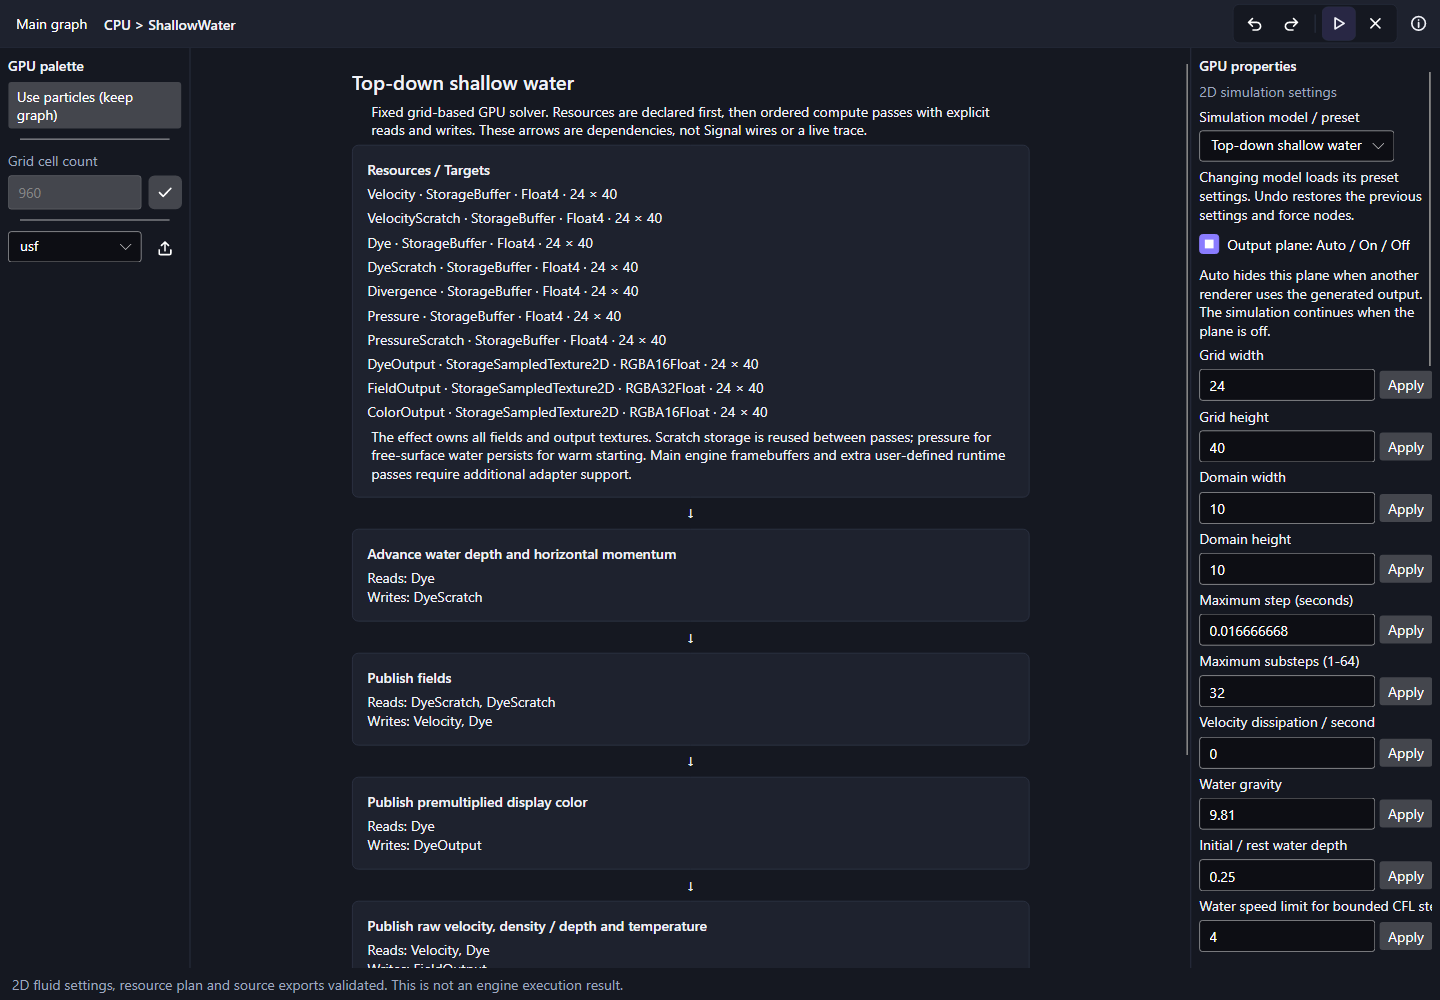 Main graph
CPU > ShallowWater
GPU palette
Use particles (keep
graph)
Grid cell count
960
usf
Top-down shallow water
Fixed grid-based GPU solver. Resources are declared first, then ordered compute passes with explicit
reads and writes. These arrows are dependencies, not Signal wires or a live trace.
Resources / Targets
Velocity · StorageBuffer · Float4 · 24 × 40
VelocityScratch · StorageBuffer · Float4 · 24 × 40
Dye · StorageBuffer · Float4 · 24 × 40
DyeScratch · StorageBuffer · Float4 · 24 × 40
Divergence · StorageBuffer · Float4 · 24 × 40
Pressure · StorageBuffer · Float4 · 24 × 40
PressureScratch · StorageBuffer · Float4 · 24 × 40
DyeOutput · StorageSampledTexture2D · RGBA16Float · 24 × 40
FieldOutput · StorageSampledTexture2D · RGBA32Float · 24 × 40
ColorOutput · StorageSampledTexture2D · RGBA16Float · 24 × 40
The effect owns all fields and output textures. Scratch storage is reused between passes; pressure for
free-surface water persists for warm starting. Main engine framebuffers and extra user-defined runtime
passes require additional adapter support.
↓
Advance water depth and horizontal momentum
Reads: Dye
Writes: DyeScratch
↓
Publish fields
Reads: DyeScratch, DyeScratch
Writes: Velocity, Dye
↓
Publish premultiplied display color
Reads: Dye
Writes: DyeOutput
↓
Publish raw velocity, density / depth and temperature
Reads: Velocity, Dye
Writes: FieldOutput
GPU properties
2D simulation settings
Simulation model / preset
Top-down shallow water
Changing model loads its preset
settings. Undo restores the previous
settings and force nodes.
Output plane: Auto / On / Off
Auto hides this plane when another
renderer uses the generated output.
The simulation continues when the
plane is off.
Grid width
24 Apply
Grid height
40 Apply
Domain width
10 Apply
Domain height
10 Apply
Maximum step (seconds)
0.016666668 Apply
Maximum substeps (1-64)
32 Apply
Velocity dissipation / second
0 Apply
Water gravity
9.81 Apply
Initial / rest water depth
0.25 Apply
Water speed limit for bounded CFL ste
4 Apply
2D fluid settings, resource plan and source exports validated. This is not an engine execution result.